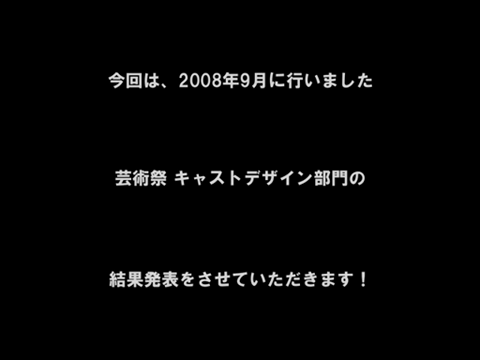 今回は、2008年9月に行いました
芸術祭 キャストデザイン部門の
結果発表をさせていただきます！